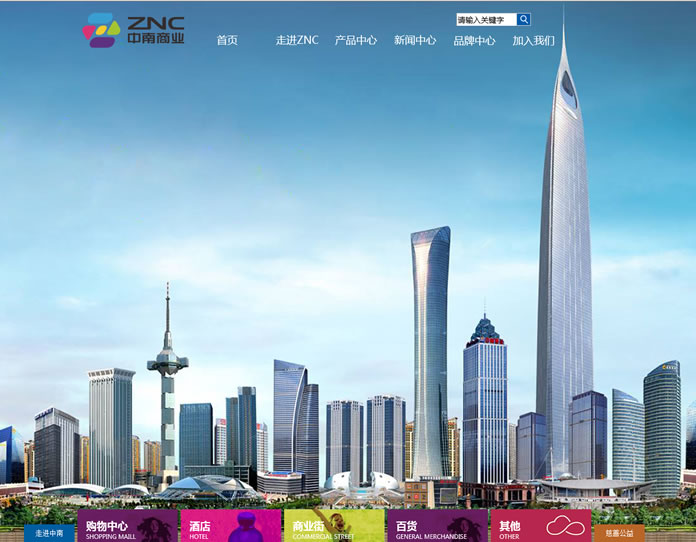 ZNC
中南商业
请输入关键字
首页
走进ZNC
产品中心
新闻中心
品牌中心
加入我们
走进中南
购物中心
SHOPPING MAILL
酒店
HOTEL
商业街
COMMERCIAL STREET
百货
GENERAL MERCHANDISE
其他
OTHER
慈善公益